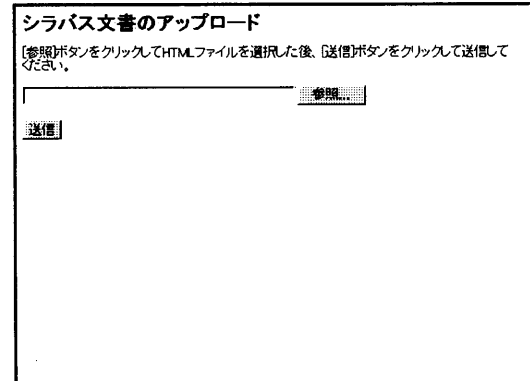 シラバス文書のアップロード
[参照]ボタンをクリックしてHTMLファイルを選択した後、[送信]ボタンをクリックして送信して
ください。
参照...
送信